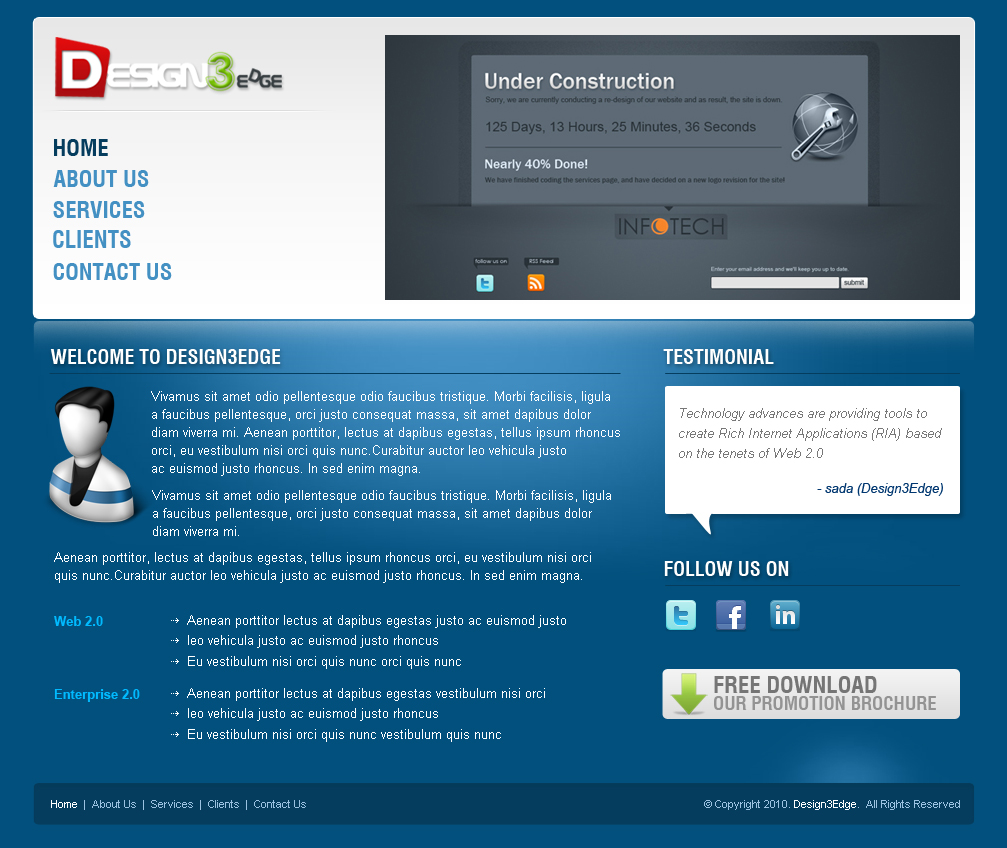 DESIGN3EDGE
HOME
ABOUT US
SERVICES
CLIENTS
CONTACT US
Under Construction
Sorry, we are currently conducting a re-design of our website and as result, the site is down.
125 Days, 13 Hours, 25 Minutes, 36 Seconds
Nearly 40% Done!
We have finished coding the services page, and have decided on a new logo revision for the site!
INFOTECH
follow us on
RSS Feed
Enter your email address and we'll keep you up to date.
submit
WELCOME TO DESIGN3EDGE
Vivamus sit amet odio pellentesque odio faucibus tristique. Morbi facilisis, ligula
a faucibus pellentesque, orci justo consequat massa, sit amet dapibus dolor
diam viverra mi. Aenean porttitor, lectus at dapibus egestas, tellus ipsum rhoncus
orci, eu vestibulum nisi orci quis nunc.Curabitur auctor leo vehicula justo
ac euismod justo rhoncus. In sed enim magna.
Vivamus sit amet odio pellentesque odio faucibus tristique. Morbi facilisis, ligula
a faucibus pellentesque, orci justo consequat massa, sit amet dapibus dolor
diam viverra mi.
Aenean porttitor, lectus at dapibus egestas, tellus ipsum rhoncus orci, eu vestibulum nisi orci
quis nunc.Curabitur auctor leo vehicula justo ac euismod justo rhoncus. In sed enim magna.
Web 2.0
Aenean porttitor lectus at dapibus egestas justo ac euismod justo
leo vehicula justo ac euismod justo rhoncus
Eu vestibulum nisi orci quis nunc orci quis nunc
Enterprise 2.0
Aenean porttitor lectus at dapibus egestas vestibulum nisi orci
leo vehicula justo ac euismod justo rhoncus
Eu vestibulum nisi orci quis nunc vestibulum quis nunc
TESTIMONIAL
Technology advances are providing tools to
create Rich Internet Applications (RIA) based
on the tenets of Web 2.0
- sada (Design3Edge)
FOLLOW US ON
t f in
FREE DOWNLOAD
OUR PROMOTION BROCHURE
Home | About Us | Services | Clients | Contact Us
© Copyright 2010. Design3Edge. All Rights Reserved